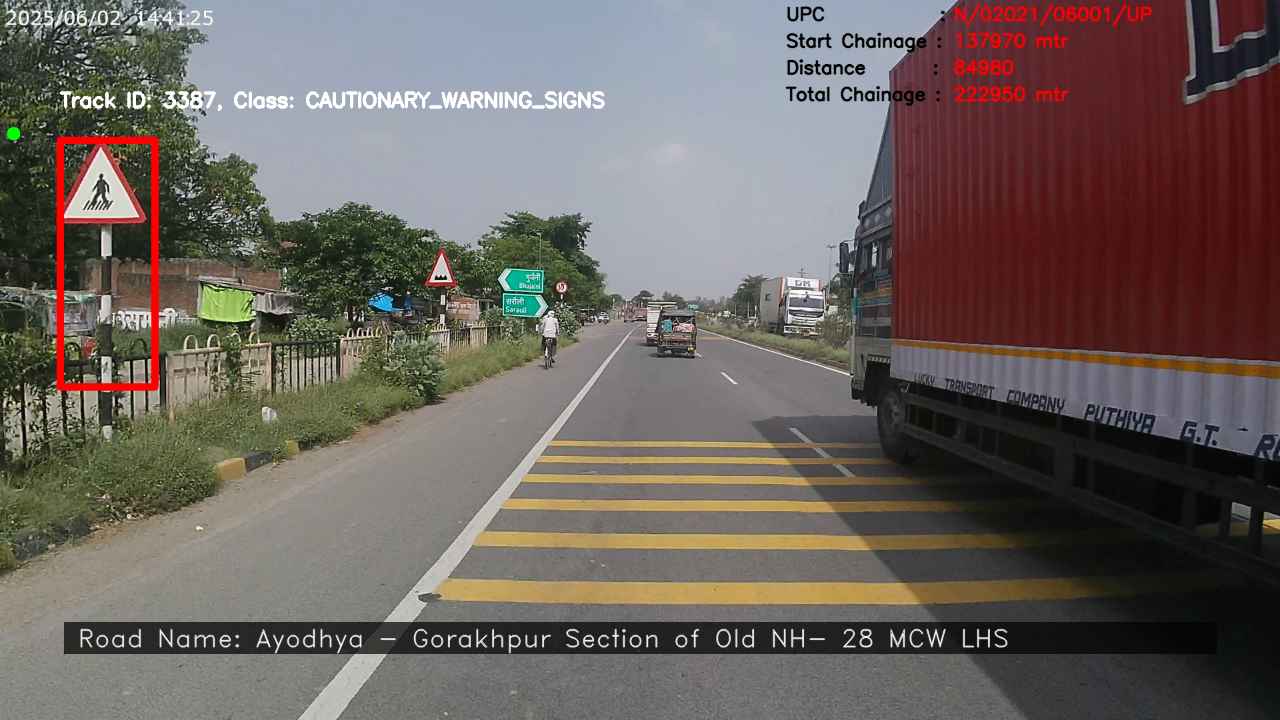 2025/06/02 14:41:25
UPC : N/02021/06001/UP
Start Chainage : 137970 mtr
Distance : 84980
Total Chainage : 222950 mtr
Track ID: 3387, Class: CAUTIONARY_WARNING_SIGNS
Bhujaini
सरौली
Sarauli
LUCKY TRANSPORT COMPANY PUTHIYA G.T.
Road Name: Ayodhya - Gorakhpur Section of Old NH- 28 MCW LHS